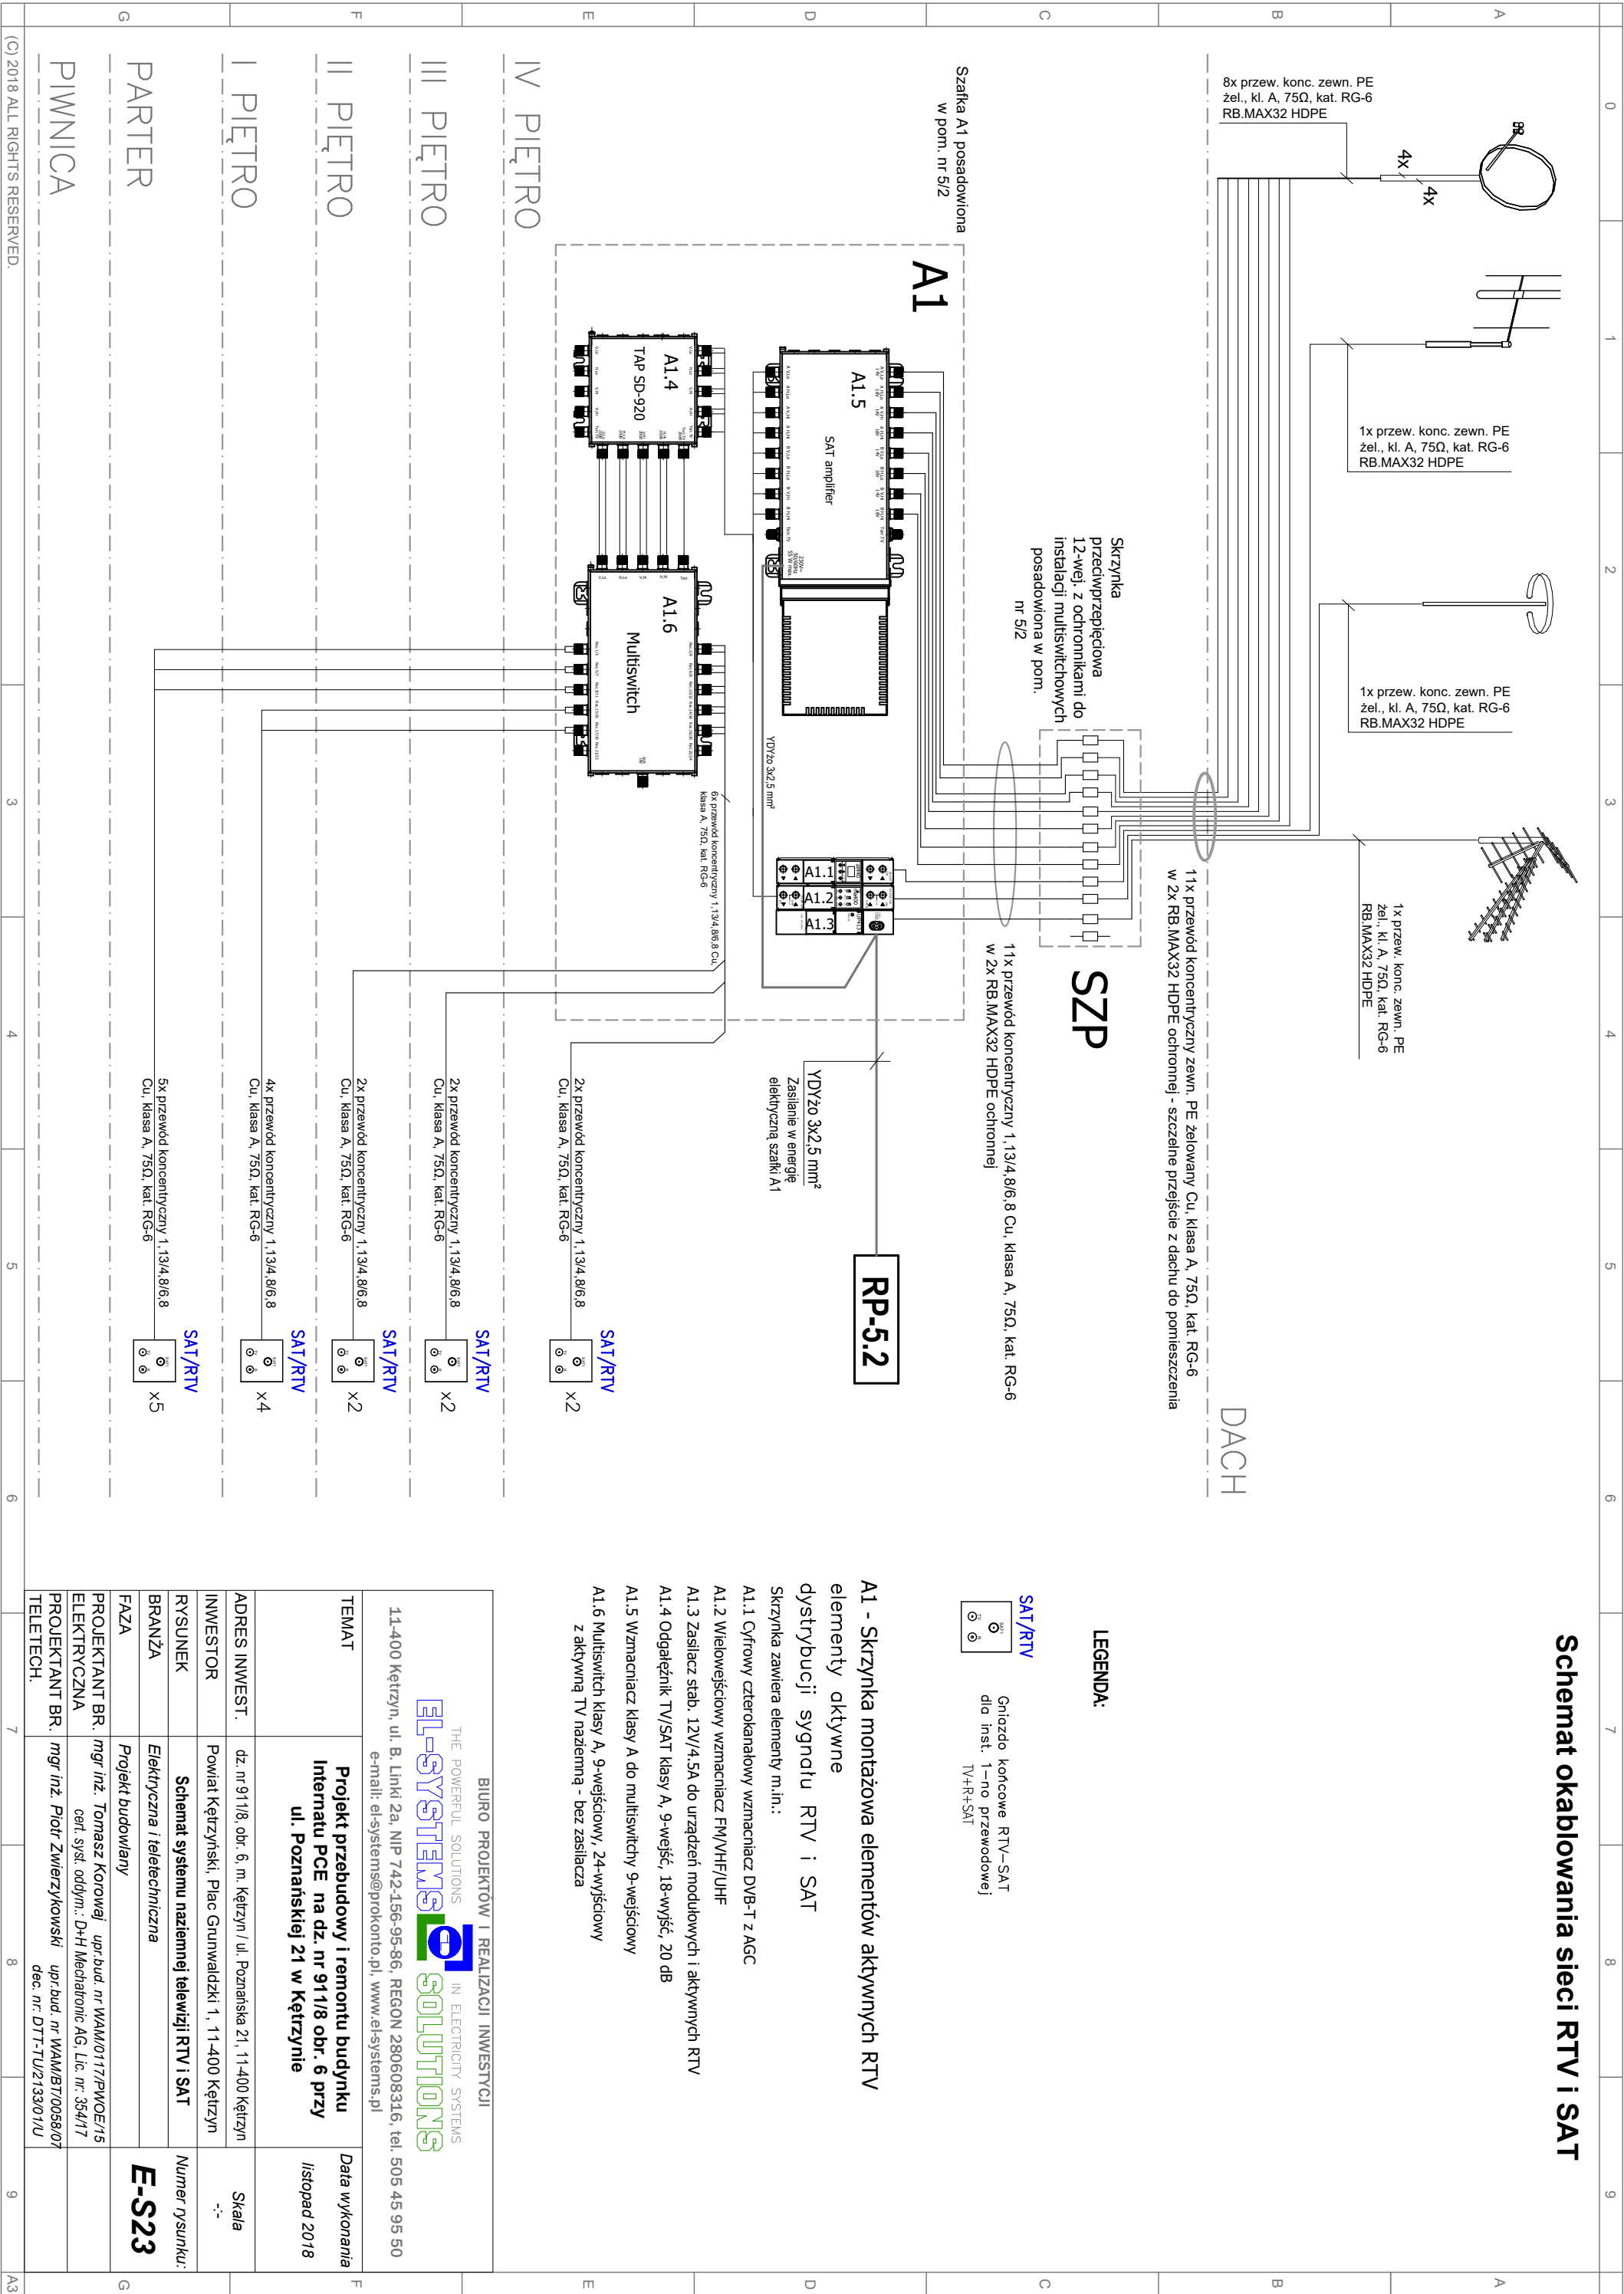 Schemat okablowania sieci RTV i SAT
8x przew. konc. zewn. PE
żel., kl. A, 75Ω, kat. RG-6
RB.MAX32 HDPE
4x
4x
1x przew. konc. zewn. PE
żel., kl. A, 75Ω, kat. RG-6
RB.MAX32 HDPE
1x przew. konc. zewn. PE
żel., kl. A, 75Ω, kat. RG-6
RB.MAX32 HDPE
1x przew. konc. zewn. PE
żel., kl. A, 75Ω, kat. RG-6
RB.MAX32 HDPE
DACH
11x przewód koncentryczny zewn. PE żelowany Cu, klasa A, 75Ω, kat. RG-6
w 2x RB.MAX32 HDPE ochronnej - szczelne przejście z dachu do pomieszczenia
Skrzynka
przeciwprzepięciowa
12-wej. z ochronnikami do
instalacji multiswitchowych
posadowiona w pom.
nr 5/2
SZP
11x przewód koncentryczny 1,13/4,8/6,8 Cu, klasa A, 75Ω, kat. RG-6
w 2x RB.MAX32 HDPE ochronnej
Szafka A1 posadowiona
w pom. nr 5/2
A1
A1.5
SAT amplifier
230V~
50/60Hz
55 W max.
A1.1
A1.2
A1.3
YDYżo 3x2,5 mm²
YDYżo 3x2,5 mm²
Zasilanie w energię
elektryczną szafki A1
RP-5.2
A1.4
TAP SD-920
A1.6
Multiswitch
6x przewód koncentryczny 1,13/4,8/6,8 Cu,
klasa A, 75Ω, kat. RG-6
IV PIĘTRO
2x przewód koncentryczny 1,13/4,8/6,8
Cu, klasa A, 75Ω, kat. RG-6
SAT/RTV
x2
III PIĘTRO
2x przewód koncentryczny 1,13/4,8/6,8
Cu, klasa A, 75Ω, kat. RG-6
SAT/RTV
x2
II PIĘTRO
2x przewód koncentryczny 1,13/4,8/6,8
Cu, klasa A, 75Ω, kat. RG-6
SAT/RTV
x2
I PIĘTRO
4x przewód koncentryczny 1,13/4,8/6,8
Cu, klasa A, 75Ω, kat. RG-6
SAT/RTV
x4
PARTER
5x przewód koncentryczny 1,13/4,8/6,8
Cu, klasa A, 75Ω, kat. RG-6
SAT/RTV
x5
PIWNICA
LEGENDA:
SAT/RTV
Gniazdo końcowe RTV-SAT
dla inst. 1-no przewodowej
TV+R+SAT
A1 - Skrzynka montażowa elementów aktywnych RTV
elementy aktywne
dystrybucji sygnału RTV i SAT
Skrzynka zawiera elementy m.in.:
A1.1 Cyfrowy czterokanałowy wzmacniacz DVB-T z AGC
A1.2 Wielowejściowy wzmacniacz FM/VHF/UHF
A1.3 Zasilacz stab. 12V/4.5A do urządzeń modułowych i aktywnych RTV
A1.4 Odgałęźnik TV/SAT klasy A, 9-wejść, 18-wyjść, 20 dB
A1.5 Wzmacniacz klasy A do multiswitchy 9-wejściowy
A1.6 Multiswitch klasy A, 9-wejściowy, 24-wyjściowy
z aktywną TV naziemną - bez zasilacza
BIURO PROJEKTÓW I REALIZACJI INWESTYCJI
THE POWERFUL SOLUTIONS IN ELECTRICITY SYSTEMS
EL-SYSTEMS SOLUTIONS
11-400 Kętrzyn, ul. B. Linki 2a, NIP 742-156-95-86, REGON 280608316, tel. 505 45 95 50
e-mail: el-systems@prokonto.pl, www.el-systems.pl
TEMAT
Projekt przebudowy i remontu budynku
Internatu PCE na dz. nr 911/8 obr. 6 przy
ul. Poznańskiej 21 w Kętrzynie
Data wykonania
listopad 2018
ADRES INWEST.
dz. nr 911/8, obr. 6, m. Kętrzyn / ul. Poznańska 21, 11-400 Kętrzyn
Skala
-:-
INWESTOR
Powiat Kętrzyński, Plac Grunwaldzki 1, 11-400 Kętrzyn
RYSUNEK
Schemat systemu naziemnej telewizji RTV i SAT
Numer rysunku:
E-S23
BRANŻA
Elektryczna i teletechniczna
FAZA
Projekt budowlany
PROJEKTANT BR.
ELEKTRYCZNA
mgr inż. Tomasz Korowaj upr.bud. nr WAM/0117/PWOE/15
cert. syst. oddym.: D+H Mechatronic AG, Lic. nr: 354/17
PROJEKTANT BR.
TELETECH.
mgr inż. Piotr Zwierzykowski upr.bud. nr WAM/BT/0058/07
dec. nr: DTT-TU/2133/01/U
(C) 2018 ALL RIGHTS RESERVED.
A3
0 1 2 3 4 5 6 7 8 9
0 1 2 3 4 5 6 7 8 9
A B C D E F G
A B C D E F G